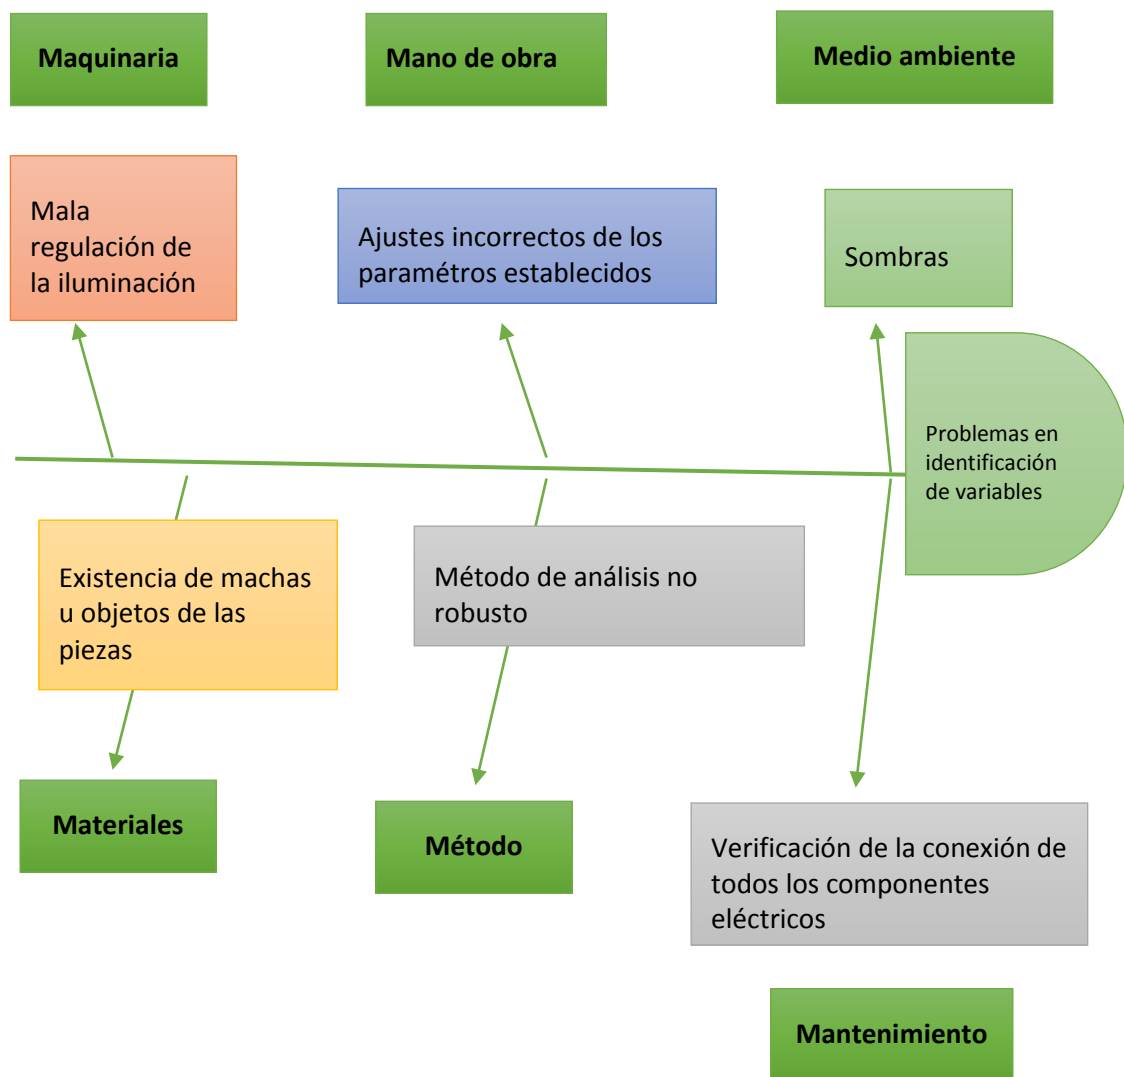 Maquinaria
Mano de obra
Medio ambiente
Mala
regulación de
la iluminación
Ajustes incorrectos de los
paramétros establecidos
Sombras
Problemas en
identificación
de variables
Existencia de machas
u objetos de las
piezas
Método de análisis no
robusto
Materiales
Método
Verificación de la conexión de
todos los componentes
eléctricos
Mantenimiento